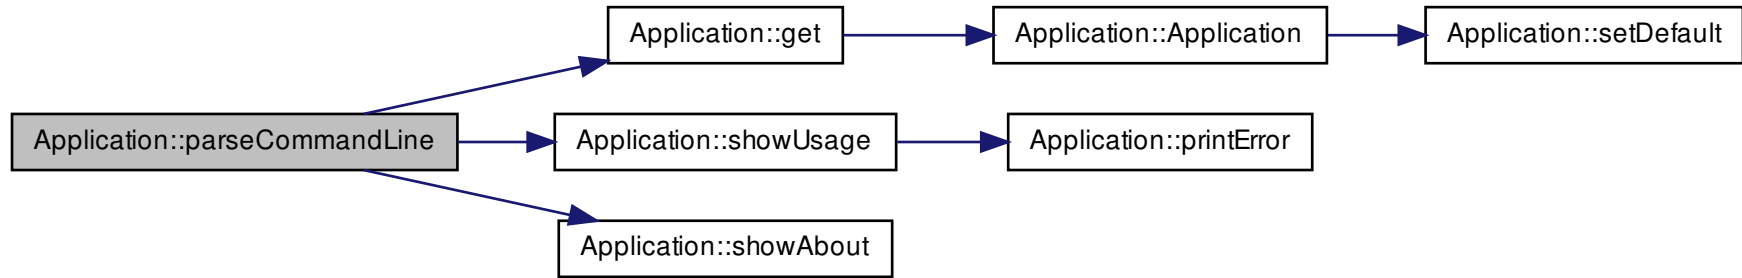 Application::get
Application::Application
Application::setDefault
Application::parseCommandLine
Application::showUsage
Application::printError
Application::showAbout